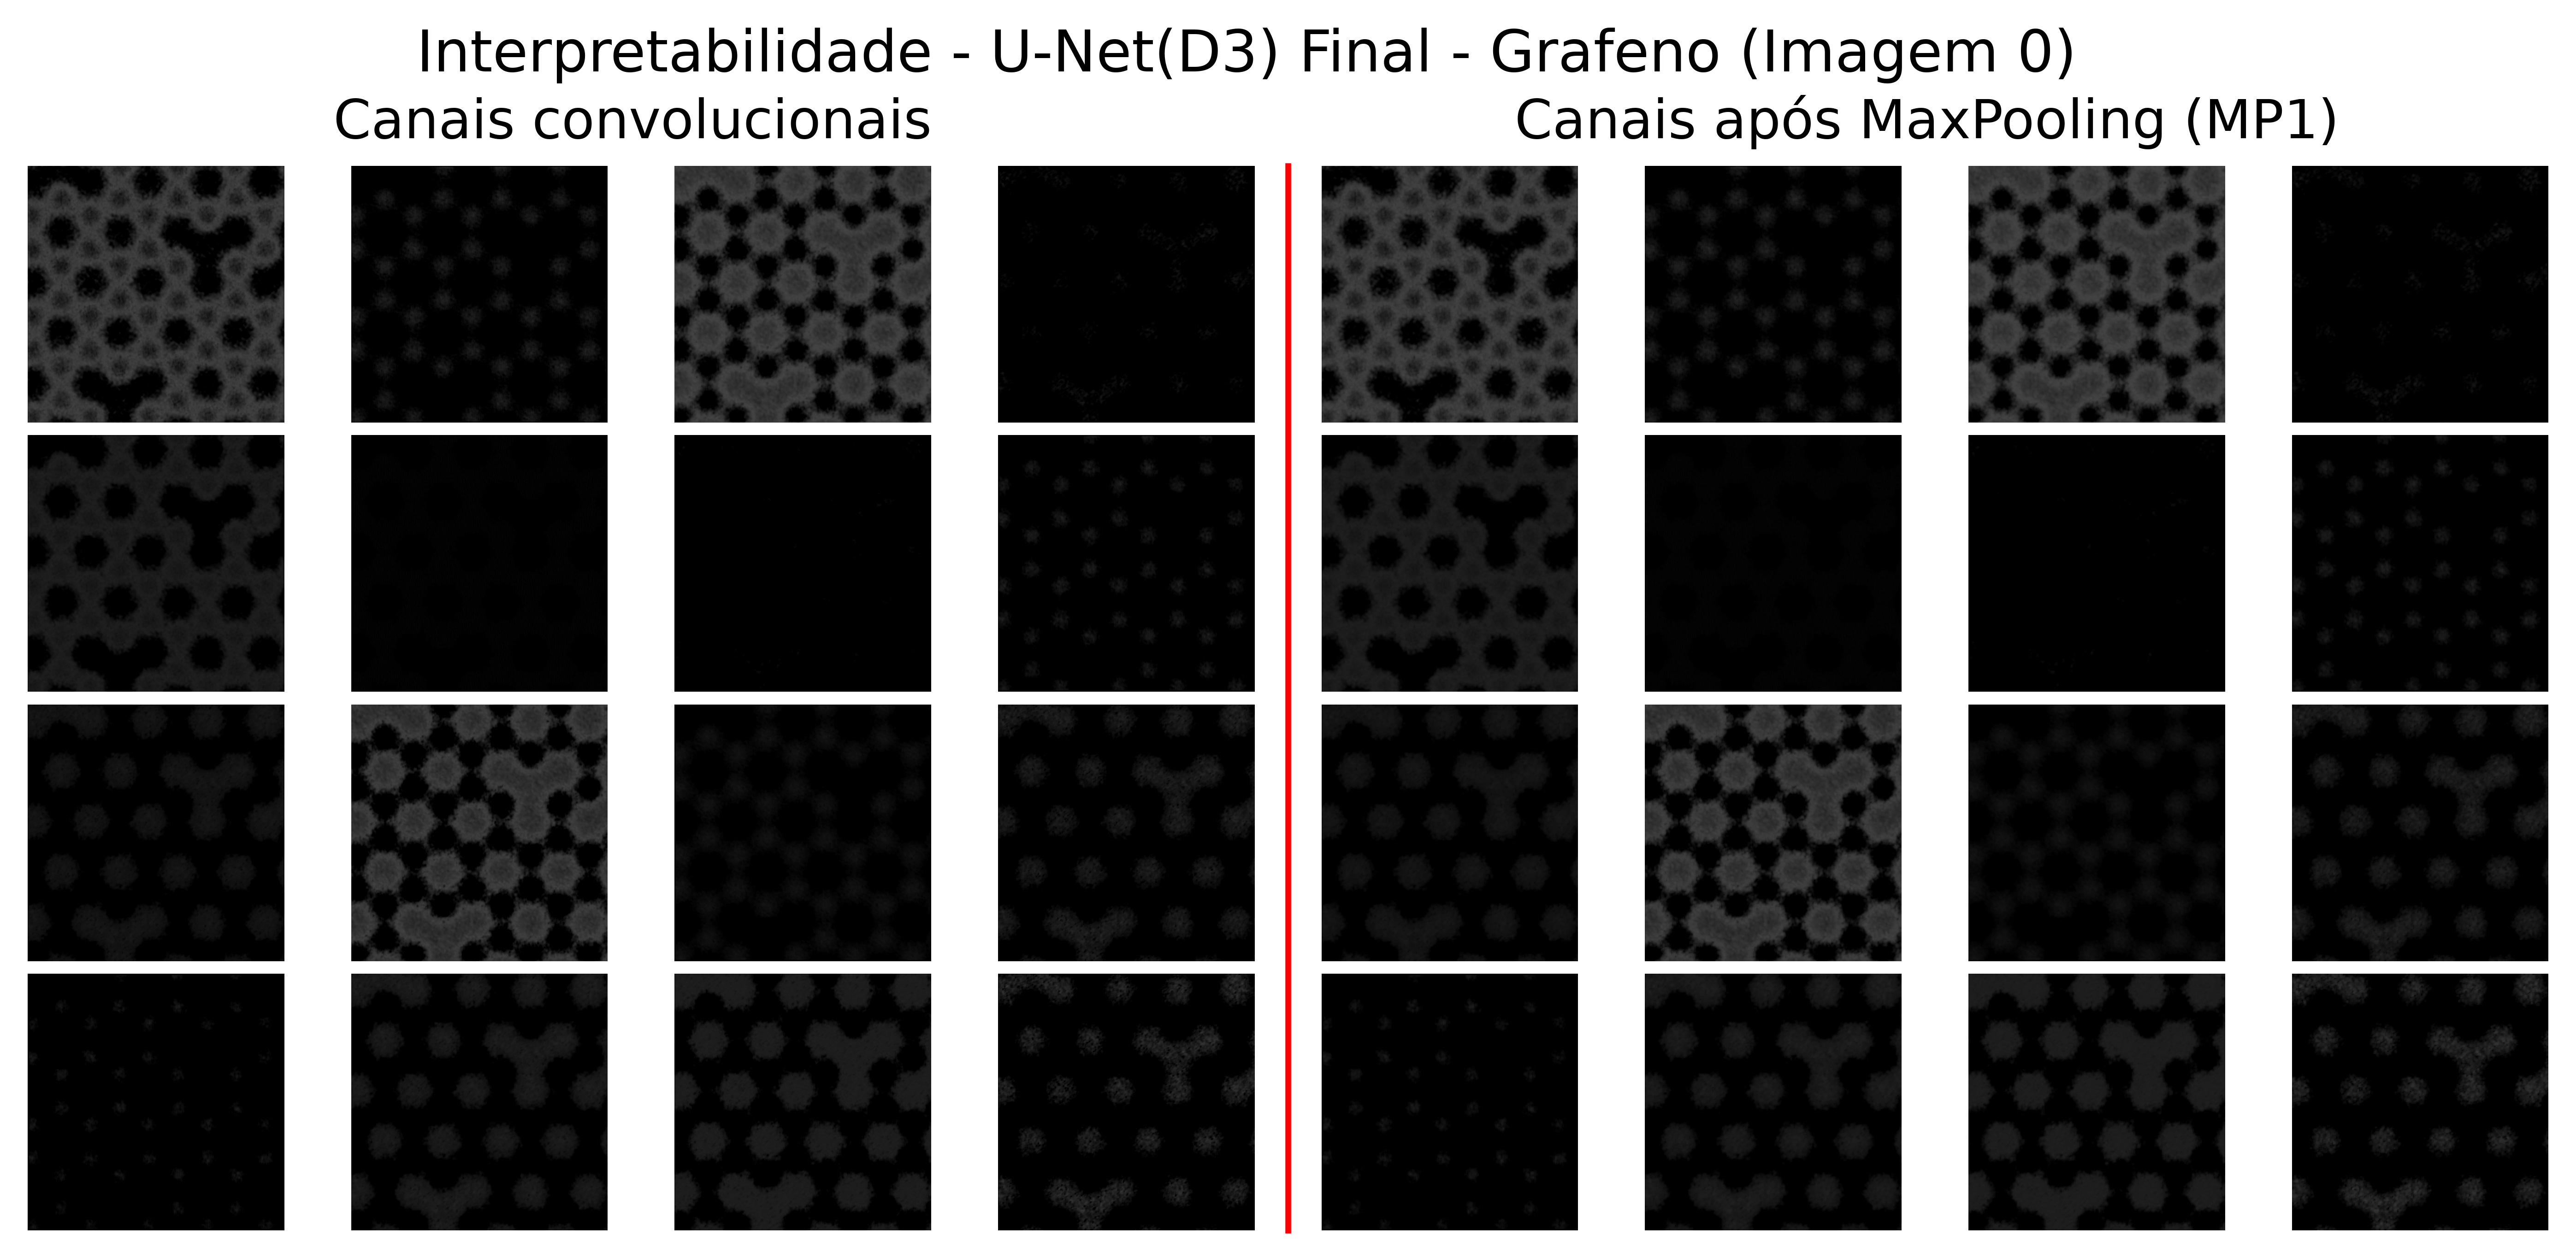 Interpretabilidade - U-Net(D3) Final - Grafeno (Imagem 0)
Canais convolucionais
Canais após MaxPooling (MP1)